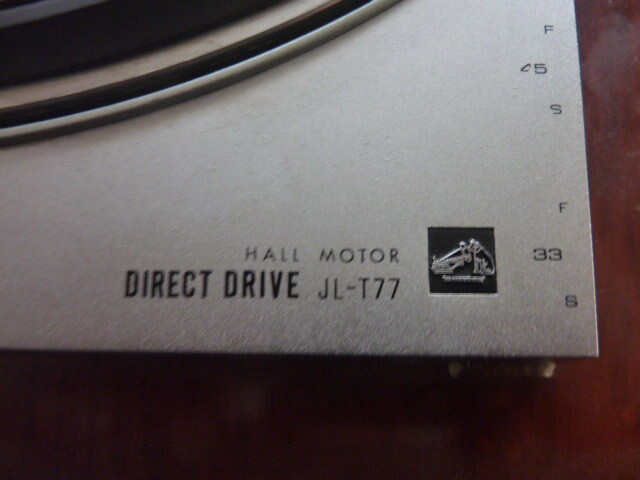 F
45
S
F
HALL MOTOR
33
DIRECT DRIVE JL-T77
S